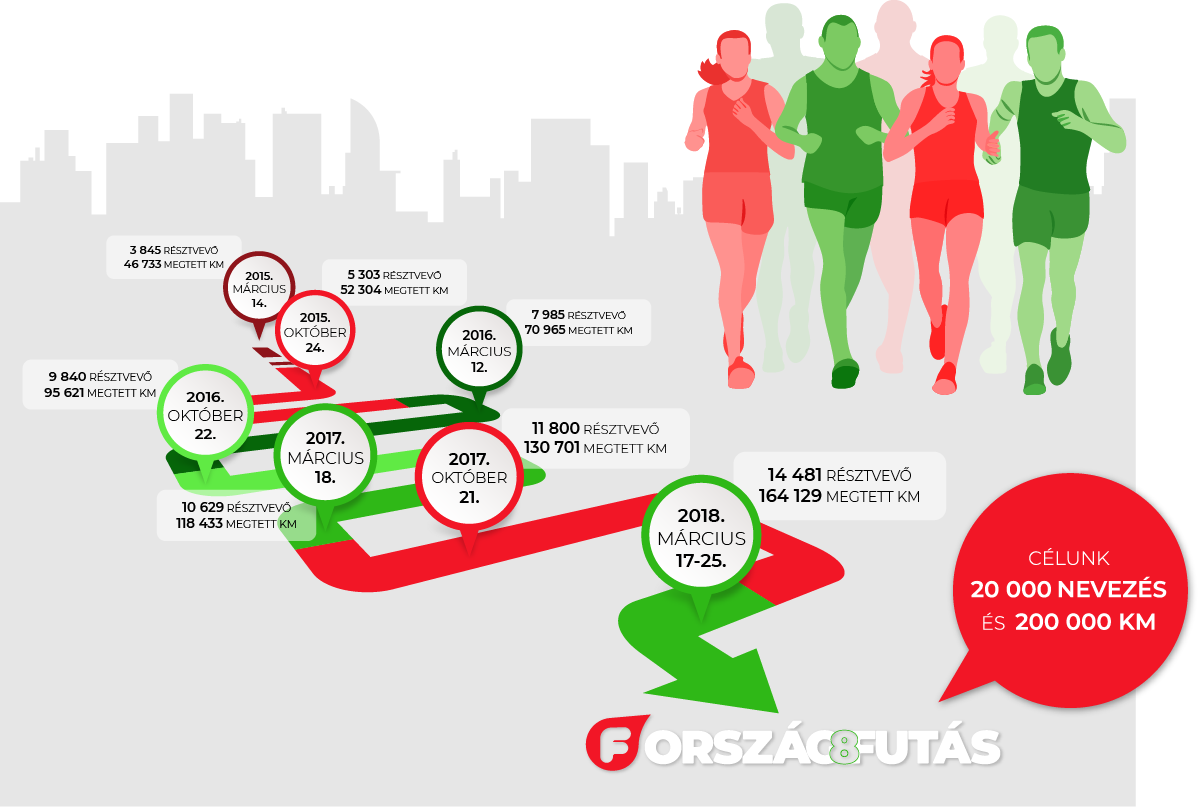 3 845 RÉSZTVEVŐ
46 733 MEGTETT KM
2015.
MÁRCIUS
14.
5 303 RÉSZTVEVŐ
52 304 MEGTETT KM
2015.
OKTÓBER
24.
7 985 RÉSZTVEVŐ
70 965 MEGTETT KM
2016.
MÁRCIUS
12.
9 840 RÉSZTVEVŐ
95 621 MEGTETT KM
2016.
OKTÓBER
22.
10 629 RÉSZTVEVŐ
118 433 MEGTETT KM
2017.
MÁRCIUS
18.
11 800 RÉSZTVEVŐ
130 701 MEGTETT KM
2017.
OKTÓBER
21.
14 481 RÉSZTVEVŐ
164 129 MEGTETT KM
2018.
MÁRCIUS
17-25.
CÉLUNK
20 000 NEVEZÉS
ÉS 200 000 KM
F ORSZÁG8FUTÁS